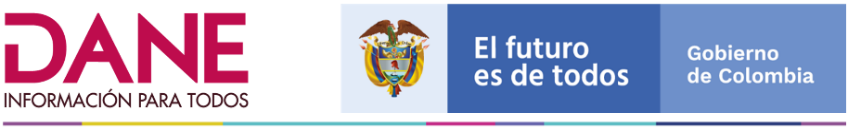 DANE
INFORMACIÓN PARA TODOS
El futuro
es de todos
Gobierno
de Colombia